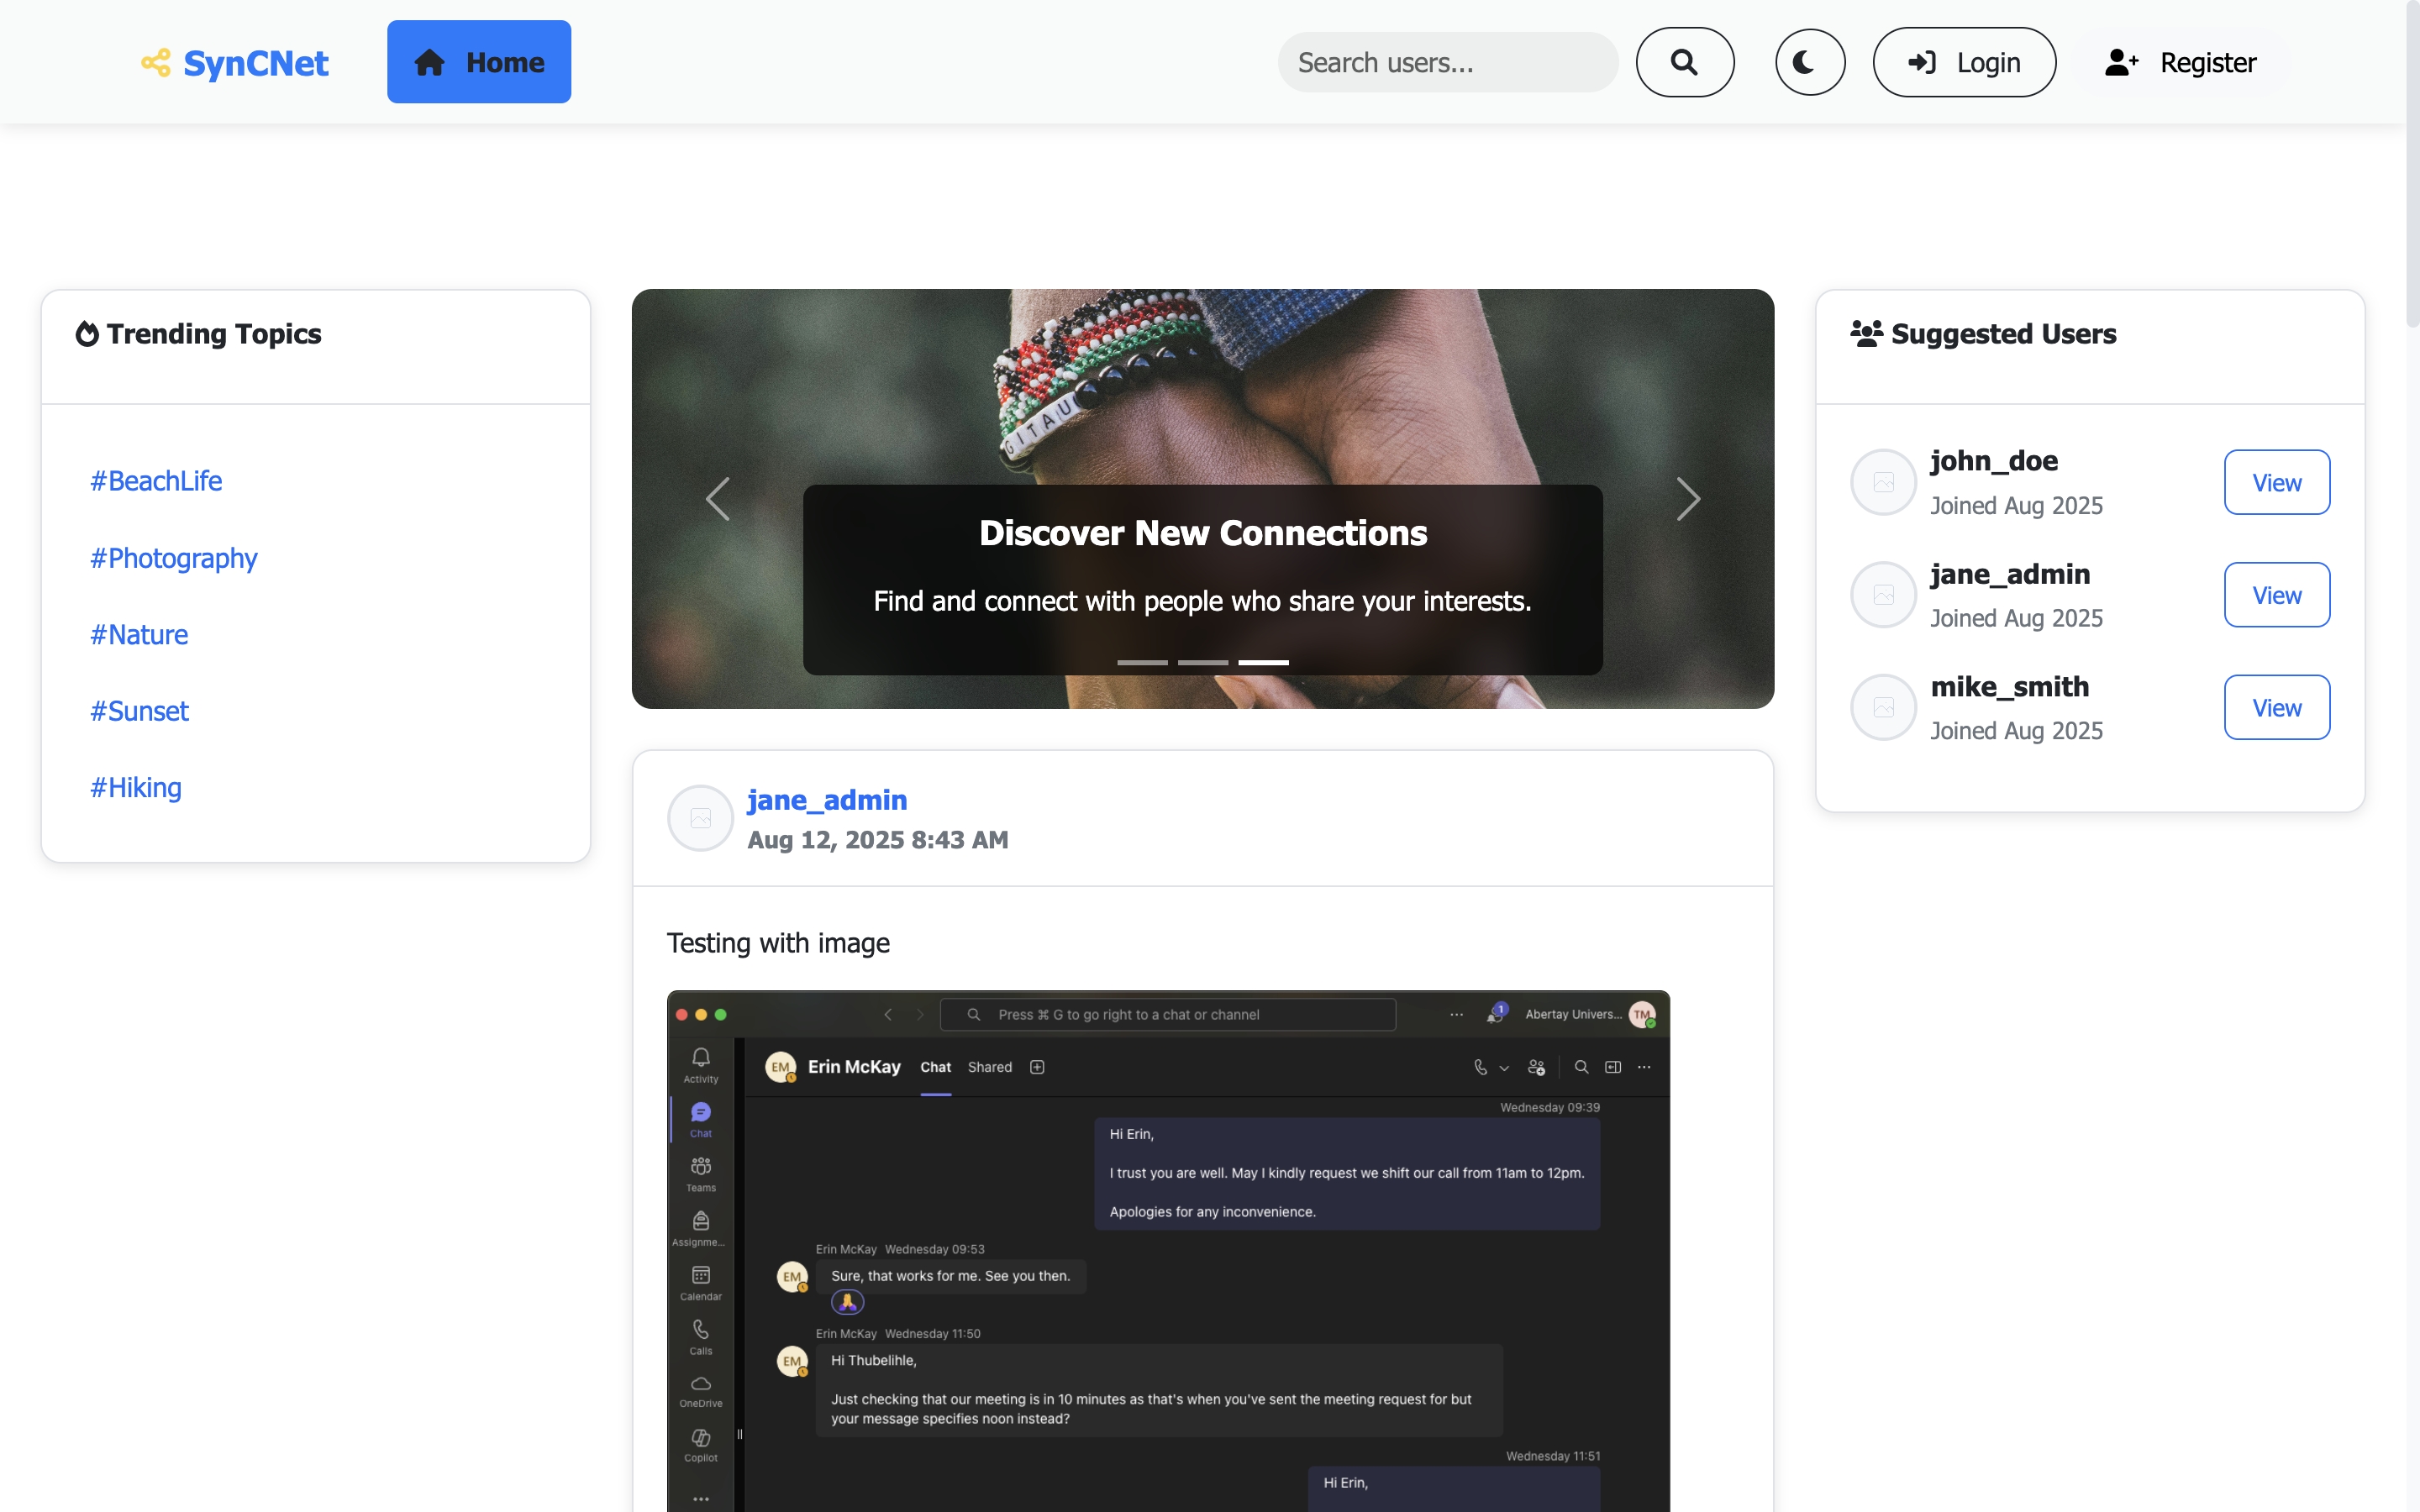 SynCNet
Home
Search users...
Login
Register
Trending Topics
#BeachLife
#Photography
#Nature
#Sunset
#Hiking
GITAU
Discover New Connections
Find and connect with people who share your interests.
Suggested Users
john_doe
Joined Aug 2025
View
jane_admin
Joined Aug 2025
View
mike_smith
Joined Aug 2025
View
jane_admin
Aug 12, 2025 8:43 AM
Testing with image
Press ⌘ G to go right to a chat or channel
1
Abertay Univers...
TM
Activity
Chat
Teams
Assignme...
Calendar
Calls
OneDrive
Copilot
EM
Erin McKay
Chat
Shared
Wednesday 09:39
Hi Erin,
I trust you are well. May I kindly request we shift our call from 11am to 12pm.
Apologies for any inconvenience.
Erin McKay Wednesday 09:53
EM
Sure, that works for me. See you then.
Erin McKay Wednesday 11:50
EM
Hi Thubelihle,
Just checking that our meeting is in 10 minutes as that's when you've sent the meeting request for but
your message specifies noon instead?
Wednesday 11:51
Hi Erin,